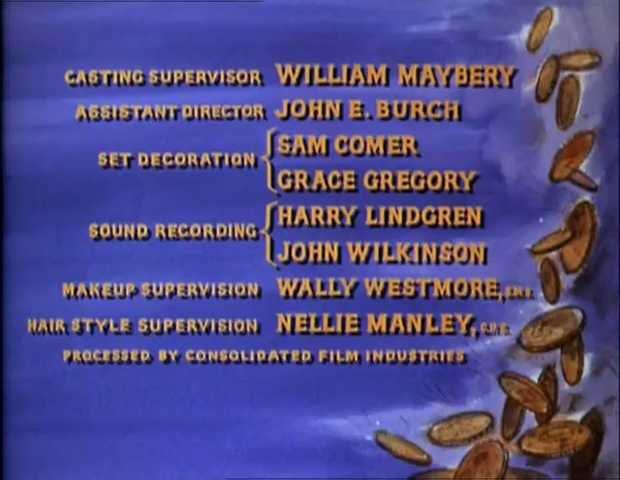 CASTING SUPERVISOR WILLIAM MAYBERY
ASSISTANT DIRECTOR JOHN E. BURCH
SET DECORATION SAM COMER
GRACE GREGORY
SOUND RECORDING HARRY LINDGREN
JOHN WILKINSON
MAKEUP SUPERVISION WALLY WESTMORE, S.M.A.
HAIR STYLE SUPERVISION NELLIE MANLEY, C.H.S.
PROCESSED BY CONSOLIDATED FILM INDUSTRIES